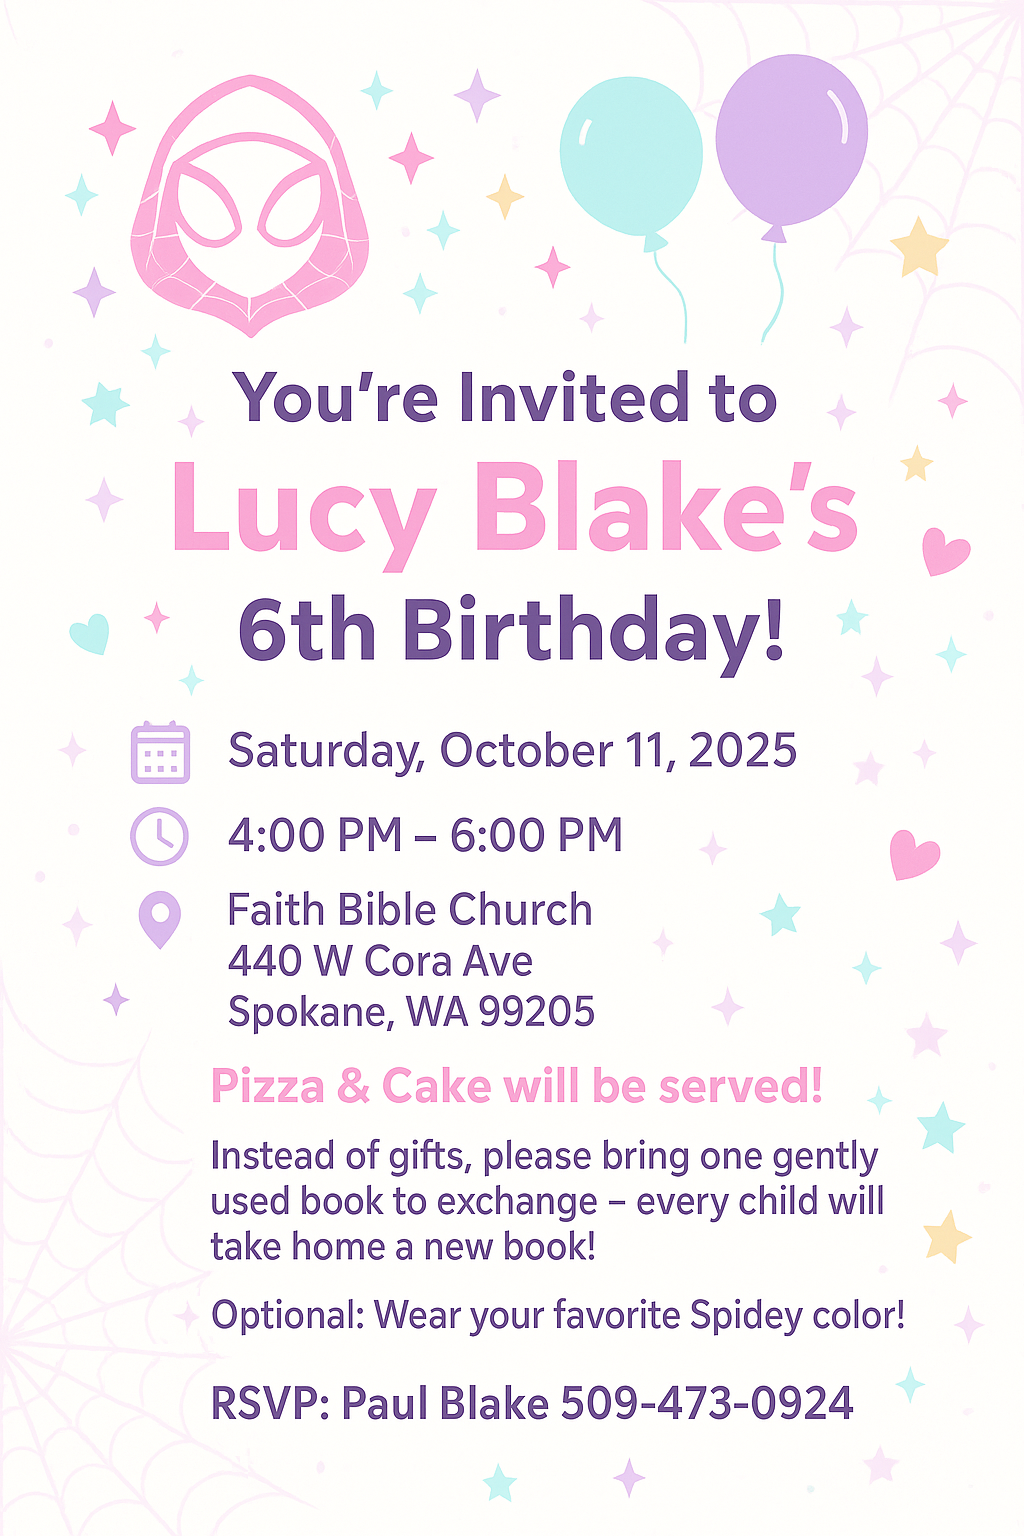 You're Invited to
Lucy Blake's
6th Birthday!
Saturday, October 11, 2025
4:00 PM – 6:00 PM
Faith Bible Church
440 W Cora Ave
Spokane, WA 99205
Pizza & Cake will be served!
Instead of gifts, please bring one gently
used book to exchange – every child will
take home a new book!
Optional: Wear your favorite Spidey color!
RSVP: Paul Blake 509-473-0924